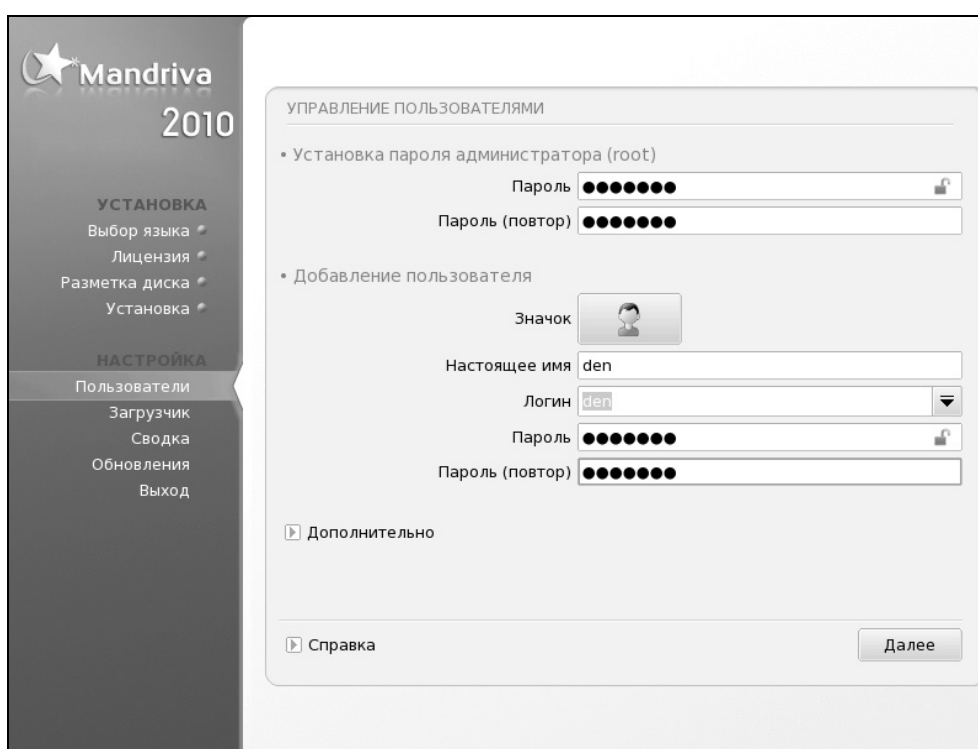 Mandriva
2010
УСТАНОВКА
Выбор языка
Лицензия
Разметка диска
Установка
НАСТРОЙКА
Пользователи
Загрузчик
Сводка
Обновления
Выход
УПРАВЛЕНИЕ ПОЛЬЗОВАТЕЛЯМИ
• Установка пароля администратора (root)
Пароль ●●●●●●●
Пароль (повтор) ●●●●●●●
• Добавление пользователя
Значок
Настоящее имя den
Логин den
Пароль ●●●●●●●
Пароль (повтор) ●●●●●●●
Дополнительно
Справка
Далее